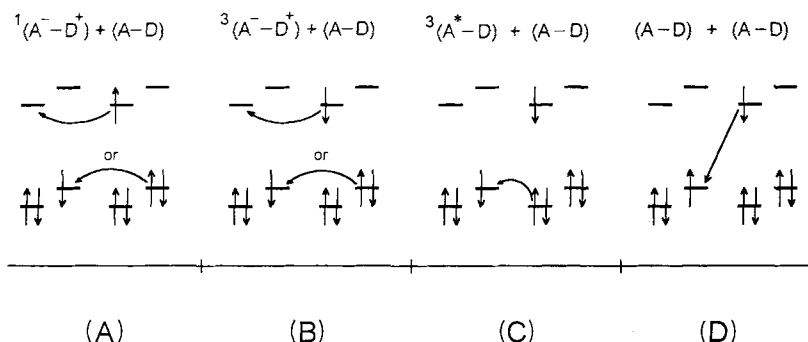 ¹(A⁻−D⁺) + (A−D) ³(A⁻−D⁺) + (A−D) ³(A*−D) + (A−D) (A−D) + (A−D)
or or
(A) (B) (C) (D)